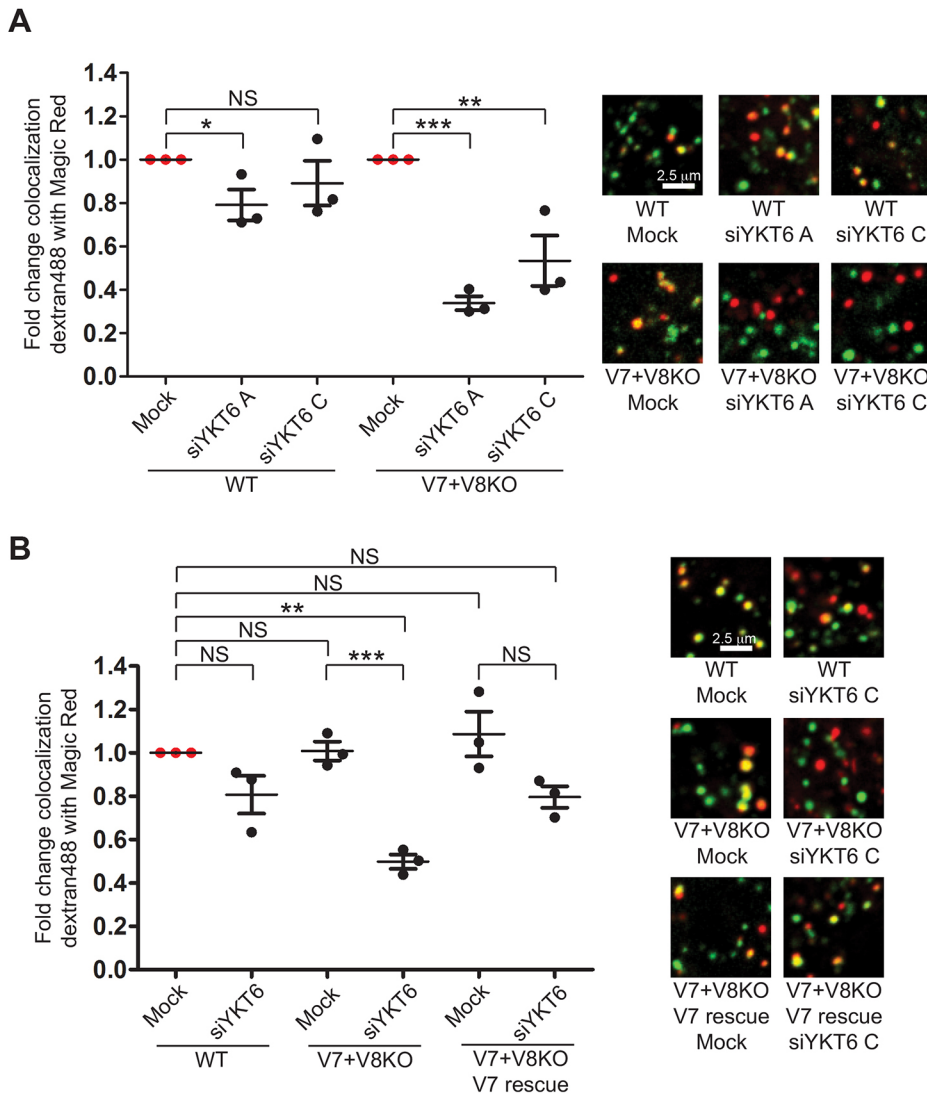 A
Fold change colocalization
dextran488 with Magic Red
1.4
1.2
1.0
0.8
0.6
0.4
0.2
0.0
NS
*
**
***
Mock
siYKT6 A
siYKT6 C
Mock
siYKT6 A
siYKT6 C
WT
V7+V8KO
2.5 µm
WT
Mock
WT
siYKT6 A
WT
siYKT6 C
V7+V8KO
Mock
V7+V8KO
siYKT6 A
V7+V8KO
siYKT6 C
B
Fold change colocalization
dextran488 with Magic Red
1.4
1.2
1.0
0.8
0.6
0.4
0.2
0.0
NS
NS
**
NS
NS
***
NS
Mock
siYKT6
Mock
siYKT6
Mock
siYKT6
WT
V7+V8KO
V7+V8KO
V7 rescue
2.5 µm
WT
Mock
WT
siYKT6 C
V7+V8KO
Mock
V7+V8KO
siYKT6 C
V7+V8KO
V7 rescue
Mock
V7+V8KO
V7 rescue
siYKT6 C